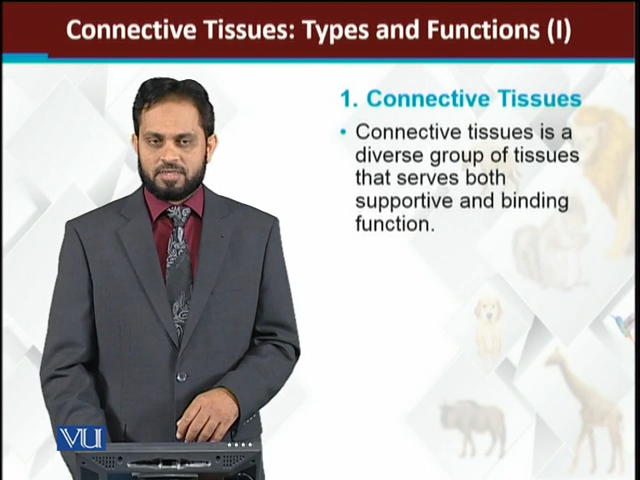 Connective Tissues: Types and Functions (I)
1. Connective Tissues
• Connective tissues is a
diverse group of tissues
that serves both
supportive and binding
function.
VU